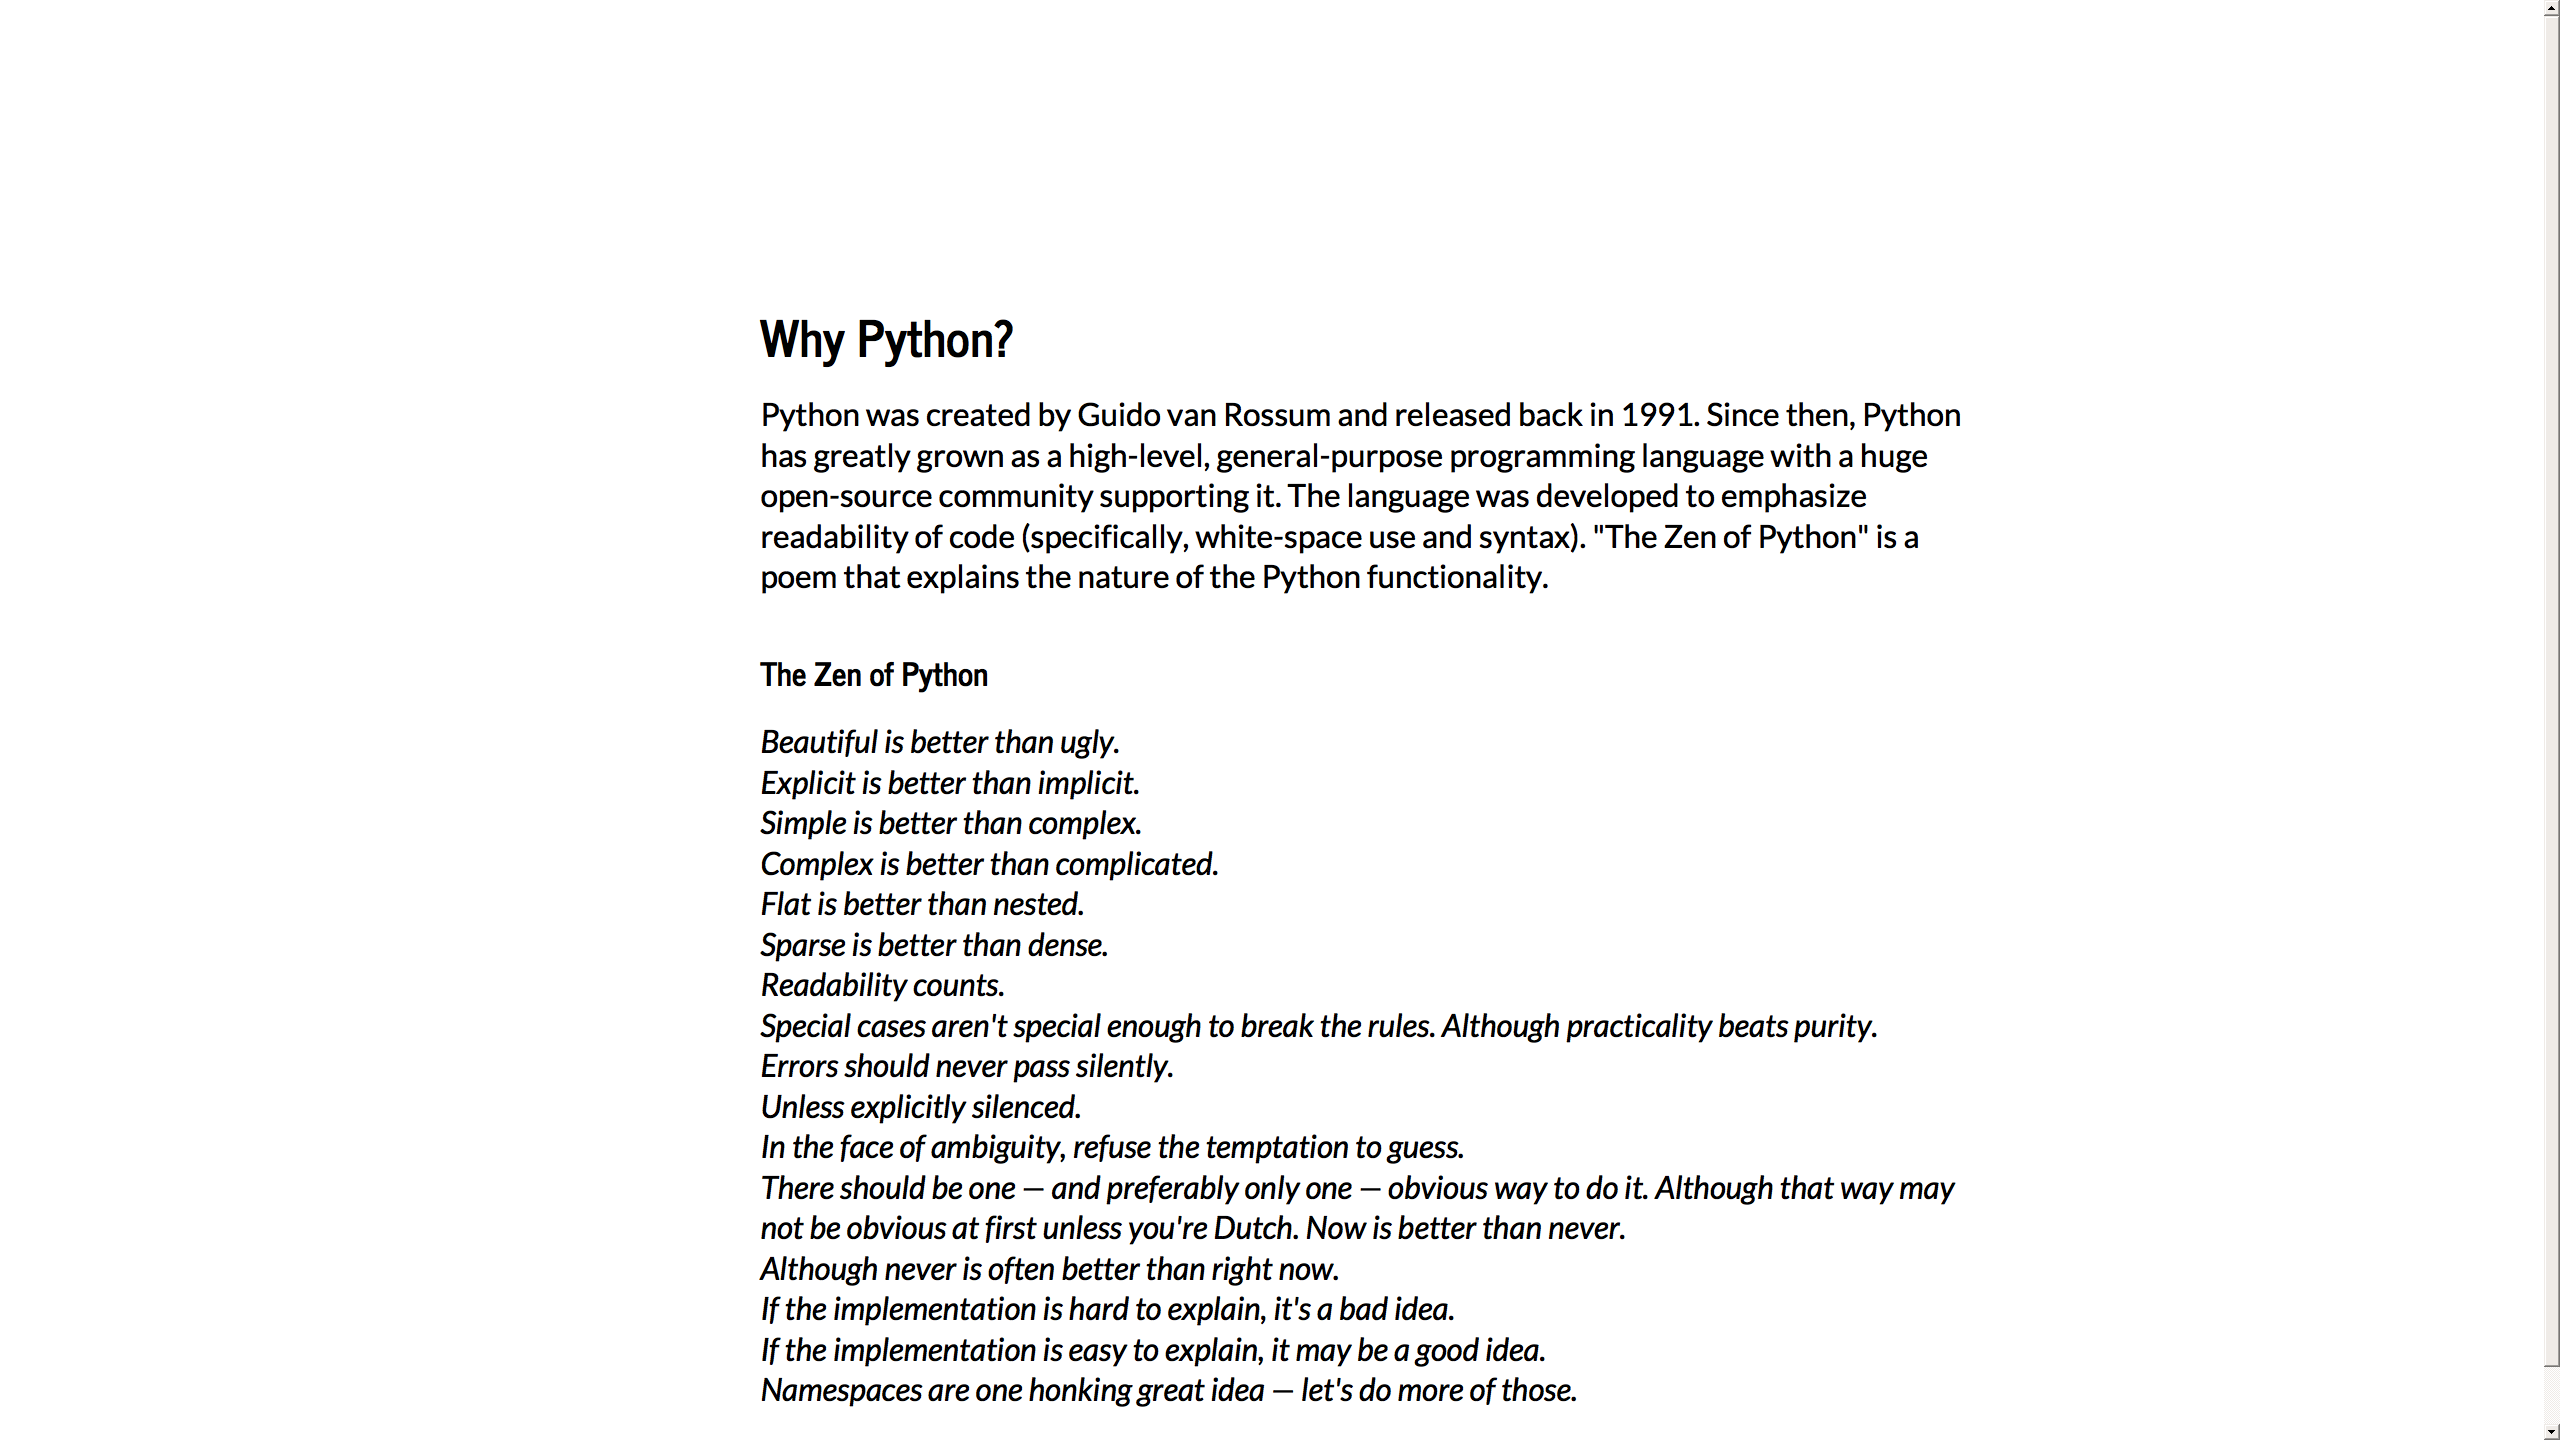 Why Python?
Python was created by Guido van Rossum and released back in 1991. Since then, Python
has greatly grown as a high-level, general-purpose programming language with a huge
open-source community supporting it. The language was developed to emphasize
readability of code (specifically, white-space use and syntax). "The Zen of Python" is a
poem that explains the nature of the Python functionality.
The Zen of Python
Beautiful is better than ugly.
Explicit is better than implicit.
Simple is better than complex.
Complex is better than complicated.
Flat is better than nested.
Sparse is better than dense.
Readability counts.
Special cases aren't special enough to break the rules. Although practicality beats purity.
Errors should never pass silently.
Unless explicitly silenced.
In the face of ambiguity, refuse the temptation to guess.
There should be one — and preferably only one — obvious way to do it. Although that way may
not be obvious at first unless you're Dutch. Now is better than never.
Although never is often better than right now.
If the implementation is hard to explain, it's a bad idea.
If the implementation is easy to explain, it may be a good idea.
Namespaces are one honking great idea — let's do more of those.